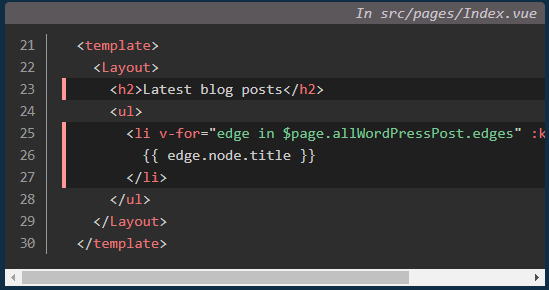 In src/pages/Index.vue
21 <template>
22 <Layout>
23 <h2>Latest blog posts</h2>
24 <ul>
25 <li v-for="edge in $page.allWordPressPost.edges" :k
26 {{ edge.node.title }}
27 </li>
28 </ul>
29 </Layout>
30 </template>